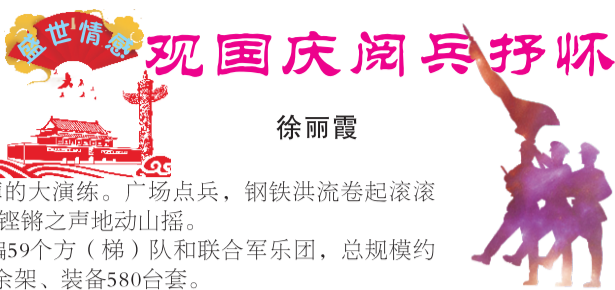 盛世情感
观国庆阅兵抒怀
徐丽霞
的大演练。广场点兵，钢铁洪流卷起滚滚
铿锵之声地动山摇。
编59个方（梯）队和联合军乐团，总规模约
余架、装备580台套。